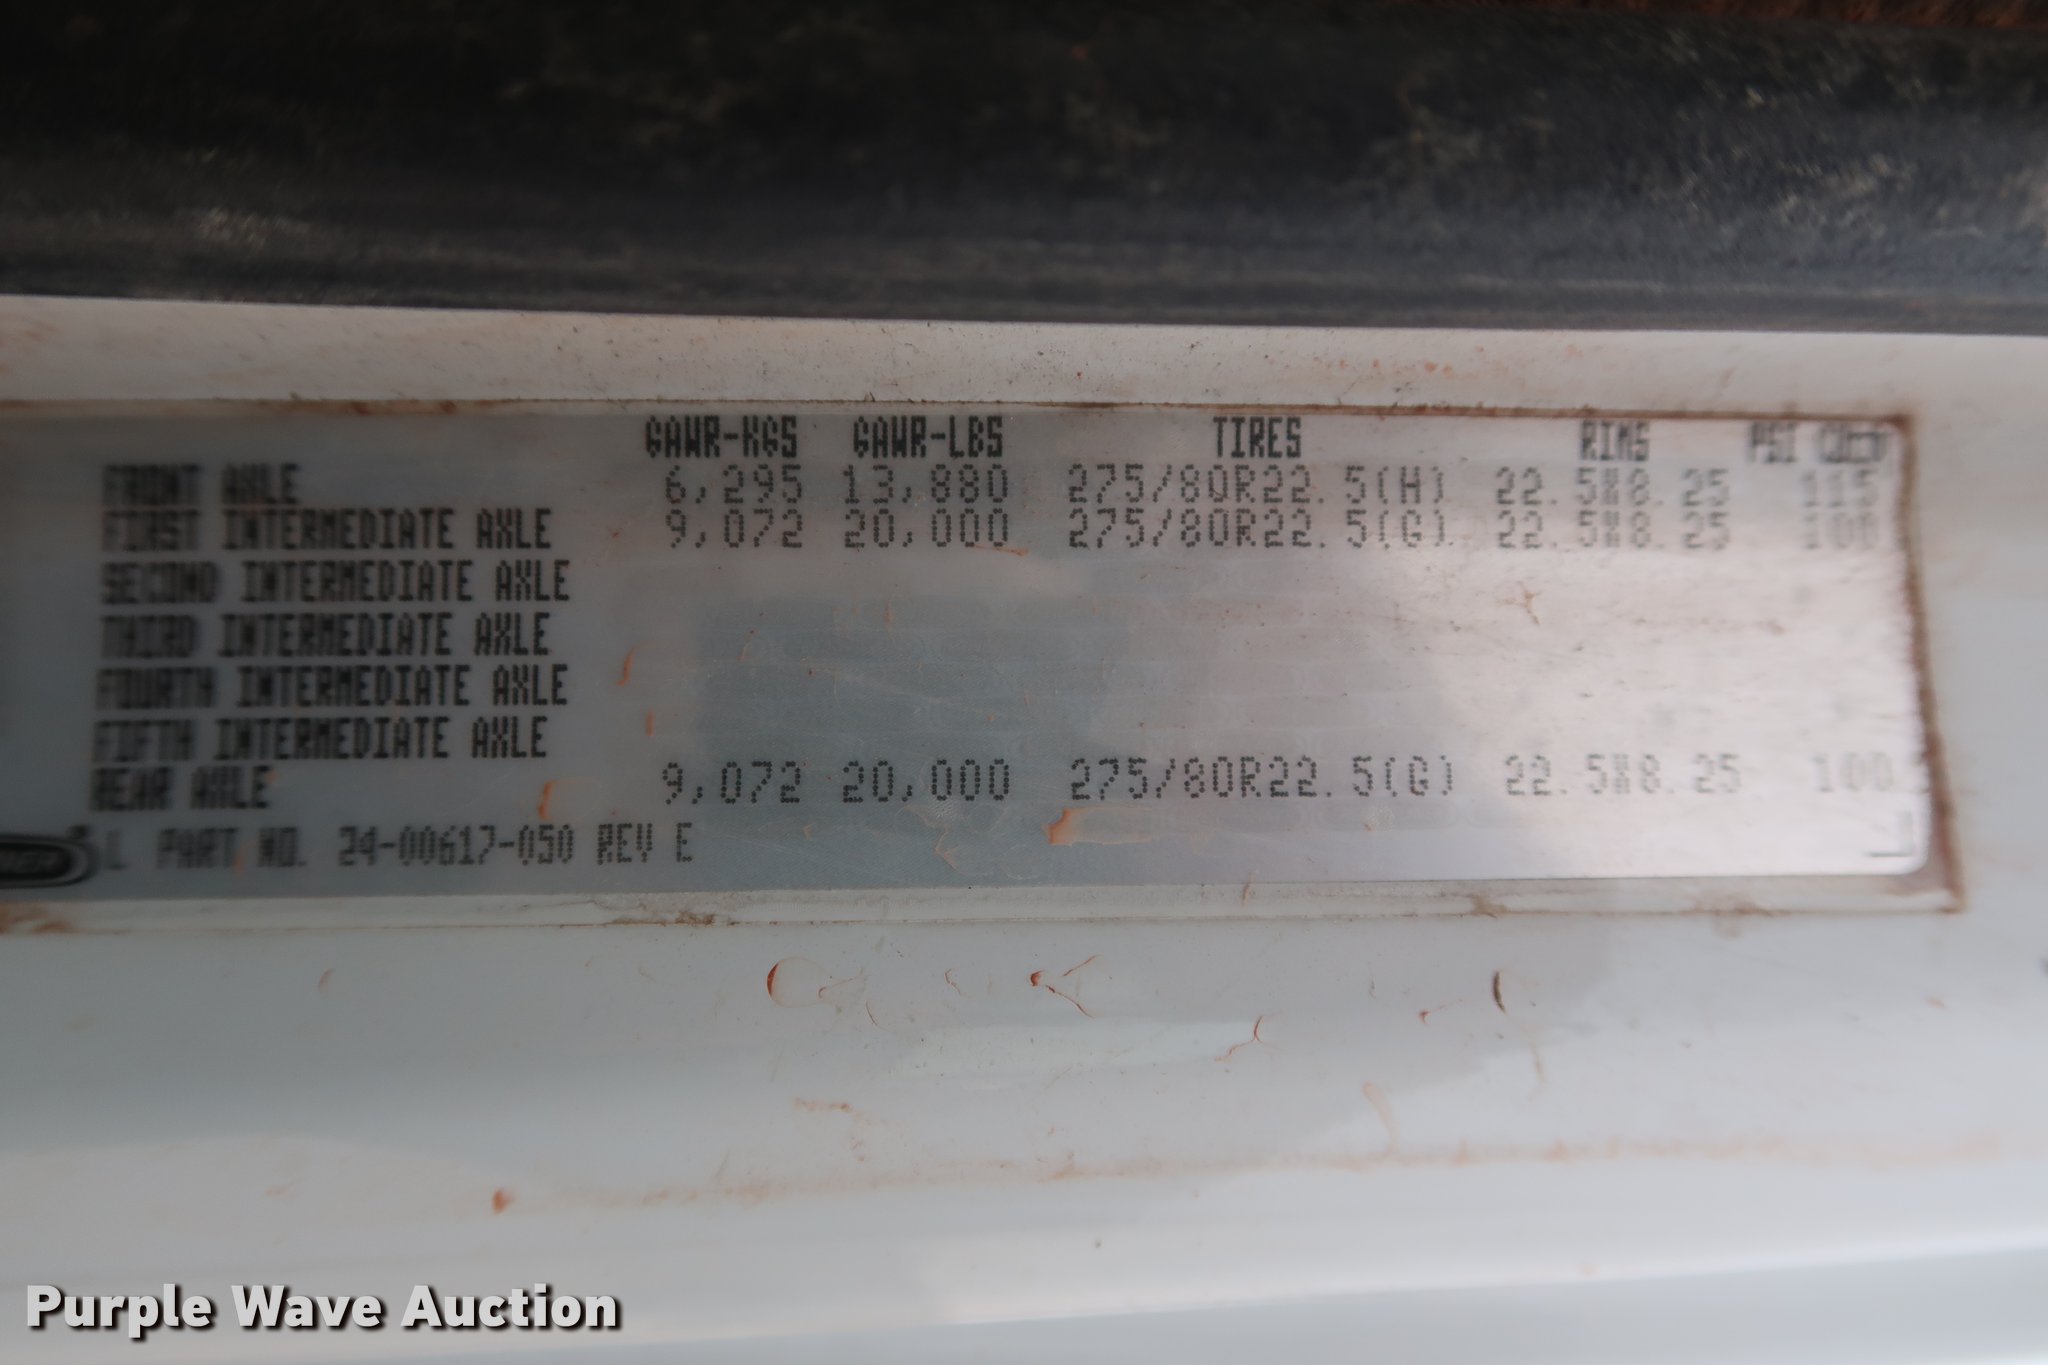 GAWR-KGS GAWR-LBS TIRES RIMS PSI COLD
FRONT AXLE 6,295 13,880 275/80R22.5(H) 22.5X8.25 115
FIRST INTERMEDIATE AXLE 9,072 20,000 275/80R22.5(G) 22.5X8.25 100
SECOND INTERMEDIATE AXLE
THIRD INTERMEDIATE AXLE
FOURTH INTERMEDIATE AXLE
FIFTH INTERMEDIATE AXLE
REAR AXLE 9,072 20,000 275/80R22.5(G) 22.5X8.25 100
L PART NO. 24-00617-050 REV E
Purple Wave Auction